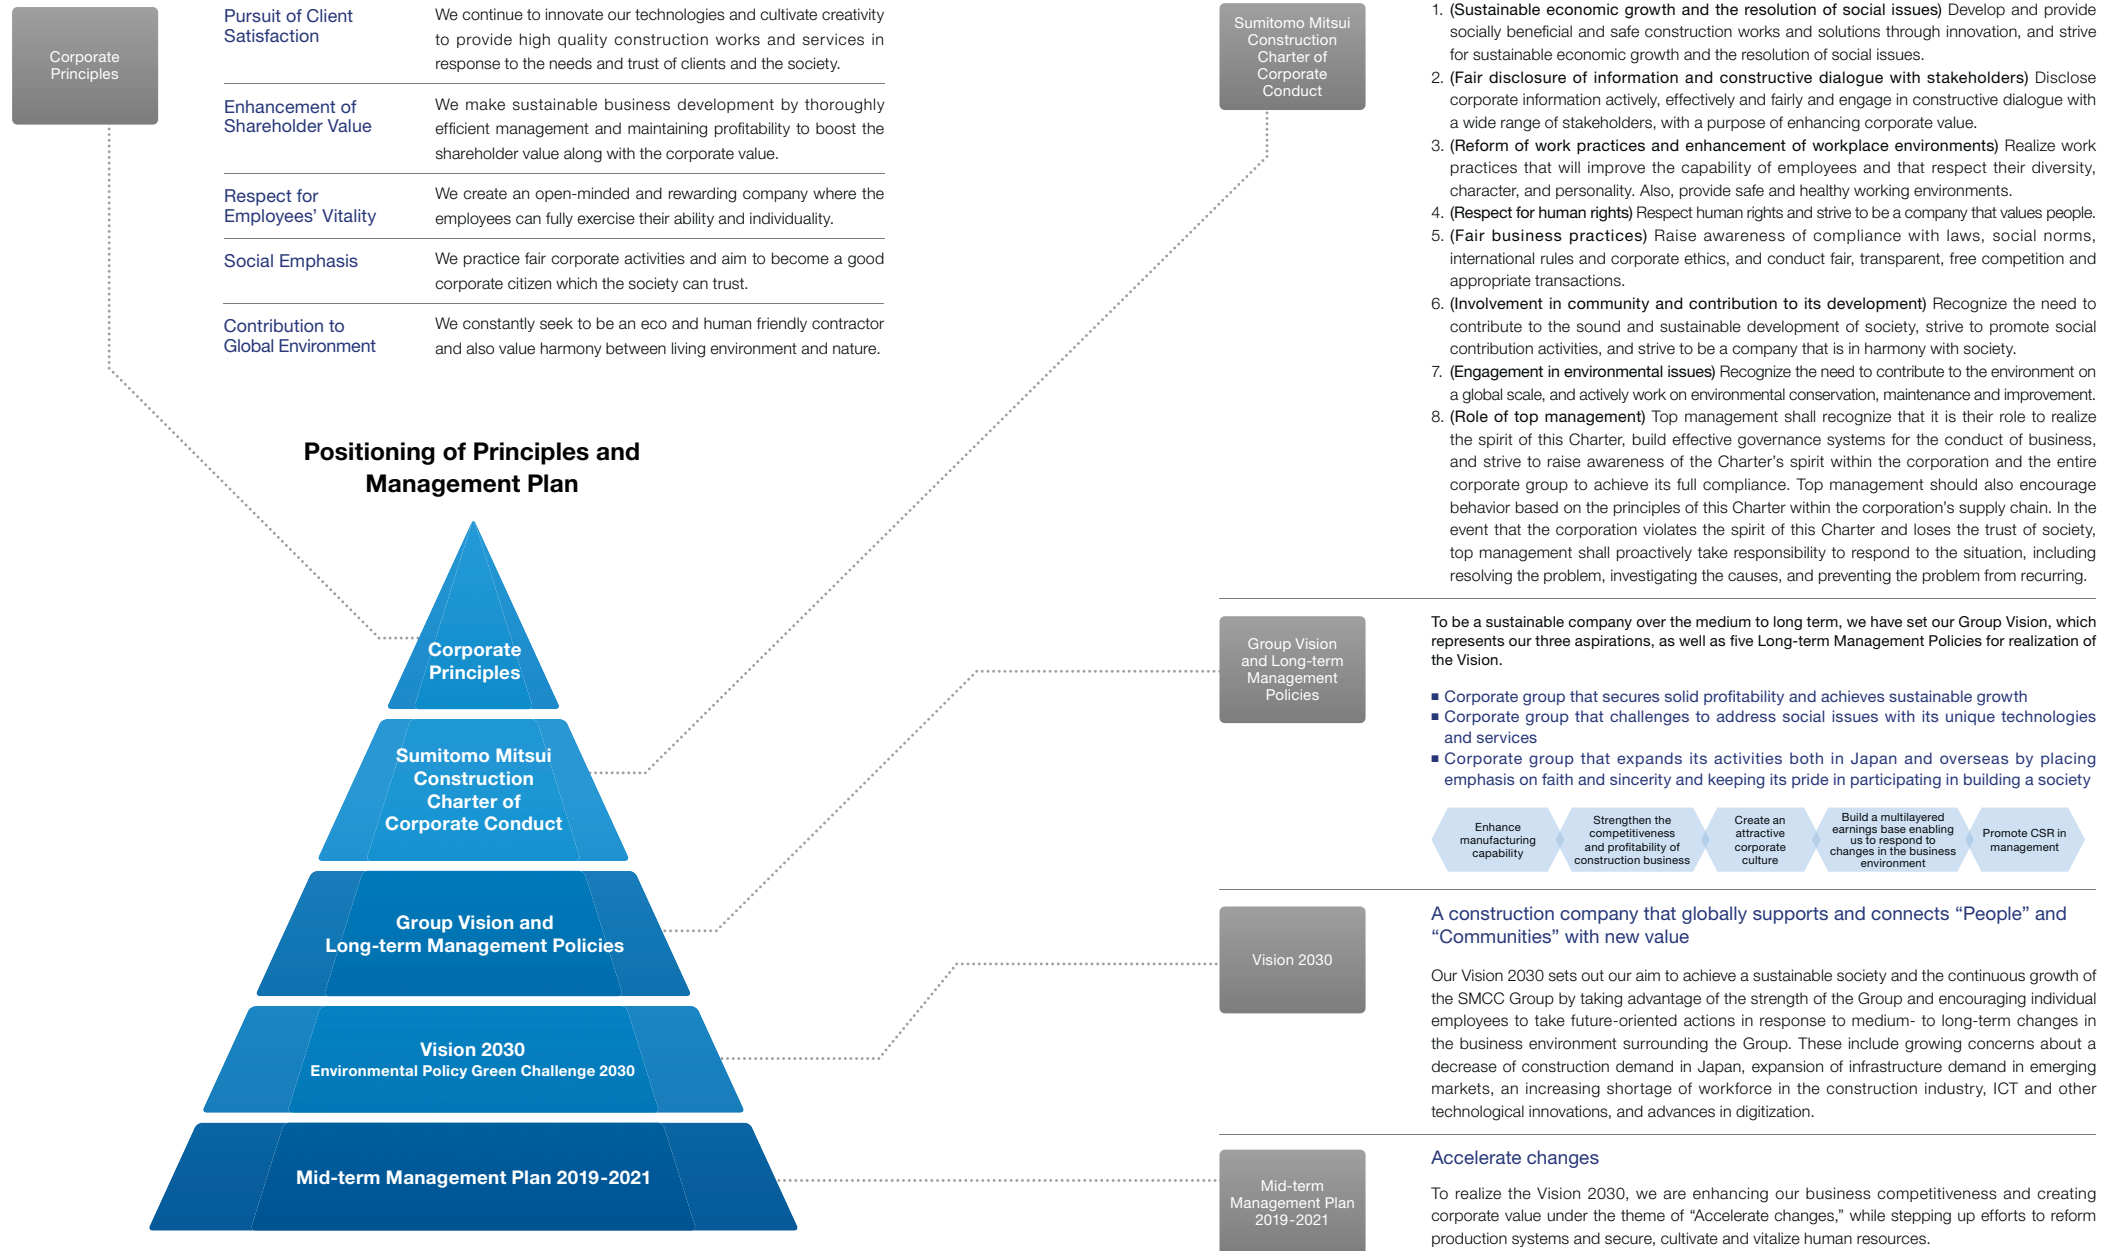 Corporate
Principles
Pursuit of Client
Satisfaction
We continue to innovate our technologies and cultivate creativity
to provide high quality construction works and services in
response to the needs and trust of clients and the society.
Enhancement of
Shareholder Value
We make sustainable business development by thoroughly
efficient management and maintaining profitability to boost the
shareholder value along with the corporate value.
Respect for
Employees’ Vitality
We create an open-minded and rewarding company where the
employees can fully exercise their ability and individuality.
Social Emphasis
We practice fair corporate activities and aim to become a good
corporate citizen which the society can trust.
Contribution to
Global Environment
We constantly seek to be an eco and human friendly contractor
and also value harmony between living environment and nature.
Positioning of Principles and
Management Plan
Corporate
Principles
Sumitomo Mitsui
Construction
Charter of
Corporate Conduct
Group Vision and
Long-term Management Policies
Vision 2030
Environmental Policy Green Challenge 2030
Mid-term Management Plan 2019-2021
Sumitomo Mitsui
Construction
Charter of
Corporate
Conduct
1. (Sustainable economic growth and the resolution of social issues) Develop and provide
socially beneficial and safe construction works and solutions through innovation, and strive
for sustainable economic growth and the resolution of social issues.
2. (Fair disclosure of information and constructive dialogue with stakeholders) Disclose
corporate information actively, effectively and fairly and engage in constructive dialogue with
a wide range of stakeholders, with a purpose of enhancing corporate value.
3. (Reform of work practices and enhancement of workplace environments) Realize work
practices that will improve the capability of employees and that respect their diversity,
character, and personality. Also, provide safe and healthy working environments.
4. (Respect for human rights) Respect human rights and strive to be a company that values people.
5. (Fair business practices) Raise awareness of compliance with laws, social norms,
international rules and corporate ethics, and conduct fair, transparent, free competition and
appropriate transactions.
6. (Involvement in community and contribution to its development) Recognize the need to
contribute to the sound and sustainable development of society, strive to promote social
contribution activities, and strive to be a company that is in harmony with society.
7. (Engagement in environmental issues) Recognize the need to contribute to the environment on
a global scale, and actively work on environmental conservation, maintenance and improvement.
8. (Role of top management) Top management shall recognize that it is their role to realize
the spirit of this Charter, build effective governance systems for the conduct of business,
and strive to raise awareness of the Charter’s spirit within the corporation and the entire
corporate group to achieve its full compliance. Top management should also encourage
behavior based on the principles of this Charter within the corporation’s supply chain. In the
event that the corporation violates the spirit of this Charter and loses the trust of society,
top management shall proactively take responsibility to respond to the situation, including
resolving the problem, investigating the causes, and preventing the problem from recurring.
Group Vision
and Long-term
Management
Policies
To be a sustainable company over the medium to long term, we have set our Group Vision, which
represents our three aspirations, as well as five Long-term Management Policies for realization of
the Vision.
■ Corporate group that secures solid profitability and achieves sustainable growth
■ Corporate group that challenges to address social issues with its unique technologies
and services
■ Corporate group that expands its activities both in Japan and overseas by placing
emphasis on faith and sincerity and keeping its pride in participating in building a society
Enhance
manufacturing
capability
Strengthen the
competitiveness
and profitability of
construction business
Create an
attractive
corporate
culture
Build a multilayered
earnings base enabling
us to respond to
changes in the business
environment
Promote CSR in
management
Vision 2030
A construction company that globally supports and connects “People” and
“Communities” with new value
Our Vision 2030 sets out our aim to achieve a sustainable society and the continuous growth of
the SMCC Group by taking advantage of the strength of the Group and encouraging individual
employees to take future-oriented actions in response to medium- to long-term changes in
the business environment surrounding the Group. These include growing concerns about a
decrease of construction demand in Japan, expansion of infrastructure demand in emerging
markets, an increasing shortage of workforce in the construction industry, ICT and other
technological innovations, and advances in digitization.
Mid-term
Management Plan
2019-2021
Accelerate changes
To realize the Vision 2030, we are enhancing our business competitiveness and creating
corporate value under the theme of “Accelerate changes,” while stepping up efforts to reform
production systems and secure, cultivate and vitalize human resources.